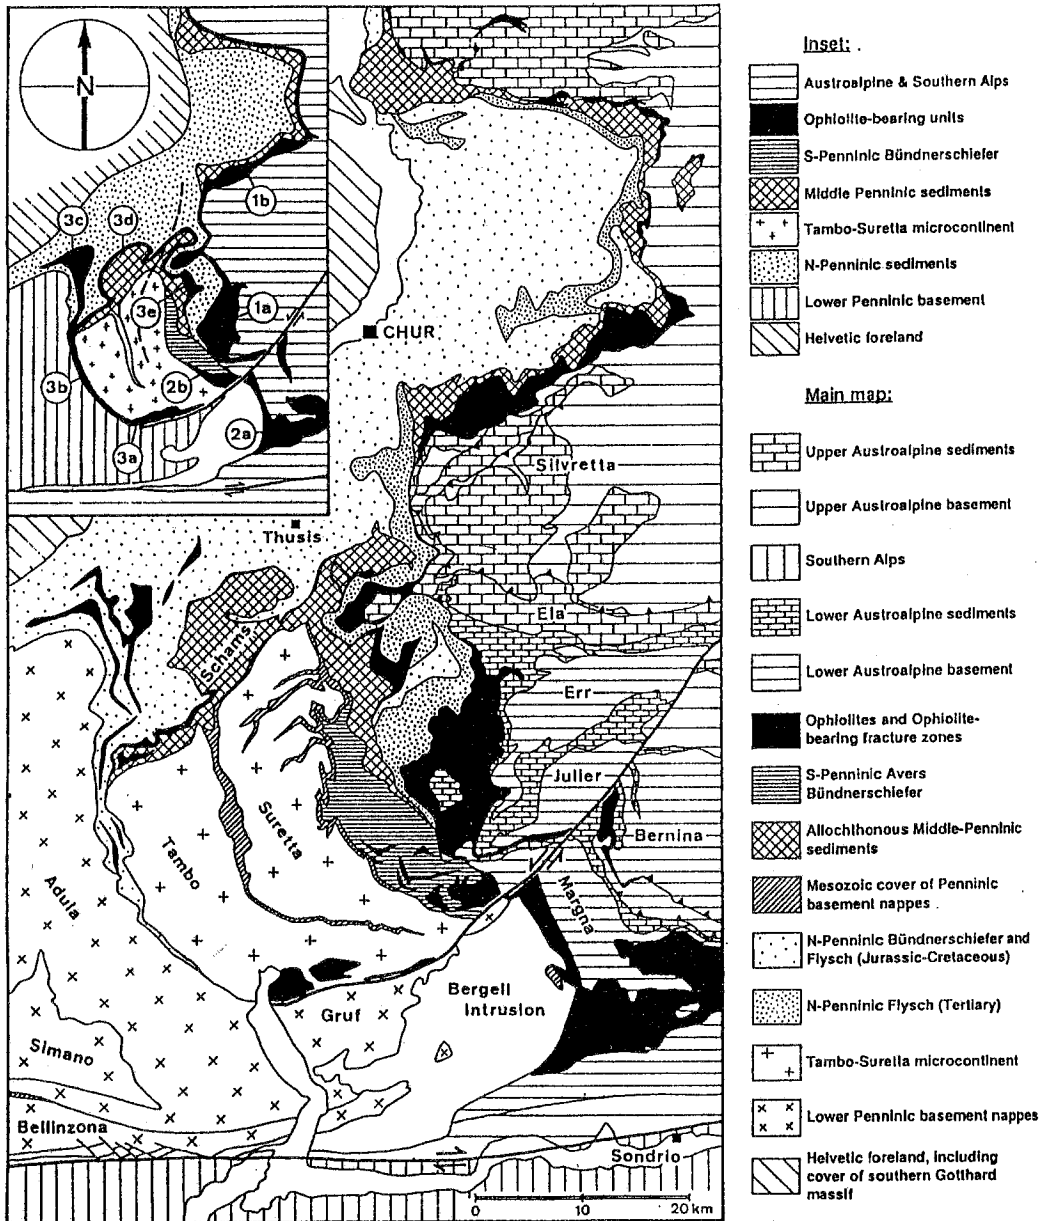 N
3c
3d
1b
3e
1a
3b
2b
2a
3a
CHUR
Silvretta
Thusis
Ela
Schams
Err
Julier
Suretta
Tambo
Bernina
Adula
Margna
Bergell
Intrusion
Gruf
Simano
Bellinzona
Sondrio
0 10 20 km
Inset:
Austroalpine & Southern Alps
Ophiolite-bearing units
S-Penninic Bündnerschiefer
Middle Penninic sediments
Tambo-Suretta microcontinent
N-Penninic sediments
Lower Penninic basement
Helvetic foreland
Main map:
Upper Austroalpine sediments
Upper Austroalpine basement
Southern Alps
Lower Austroalpine sediments
Lower Austroalpine basement
Ophiolites and Ophiolite-
bearing fracture zones
S-Penninic Avers
Bündnerschiefer
Allochthonous Middle-Penninic
sediments
Mesozoic cover of Penninic
basement nappes
N-Penninic Bündnerschiefer and
Flysch (Jurassic-Cretaceous)
N-Penninic Flysch (Tertiary)
Tambo-Suretta microcontinent
Lower Penninic basement nappes
Helvetic foreland, including
cover of southern Gotthard
massif